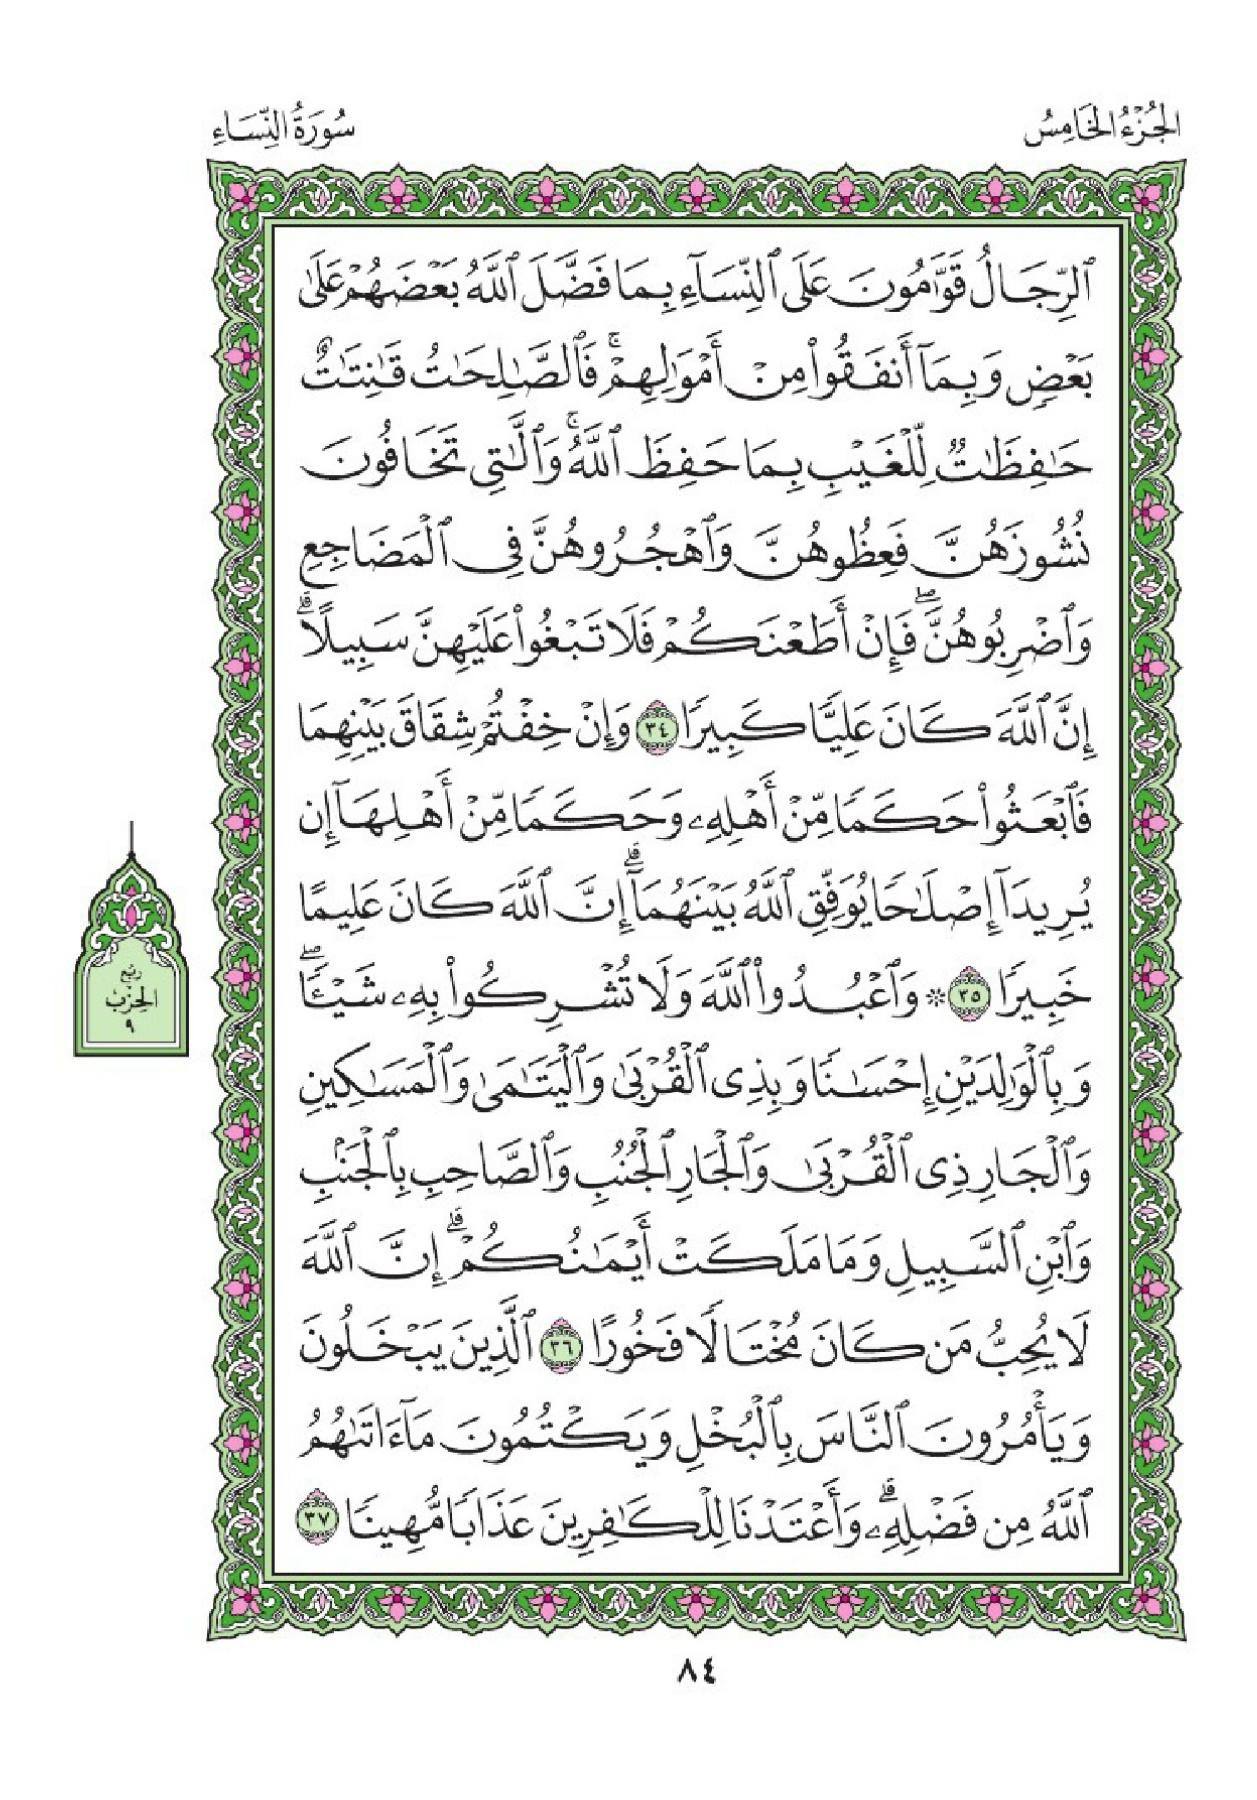 الجُزْءُ الخَامِسُ
سُورَةُ النِّسَاءِ
ٱلرِّجَالُ قَوَّٰمُونَ عَلَى ٱلنِّسَآءِ بِمَا فَضَّلَ ٱللَّهُ بَعْضَهُمْ عَلَىٰ
بَعْضٍ وَبِمَآ أَنفَقُوا۟ مِنْ أَمْوَٰلِهِمْ ۚ فَٱلصَّٰلِحَٰتُ قَٰنِتَٰتٌ
حَٰفِظَٰتٌ لِّلْغَيْبِ بِمَا حَفِظَ ٱللَّهُ ۚ وَٱلَّٰتِى تَخَافُونَ
نُشُوزَهُنَّ فَعِظُوهُنَّ وَٱهْجُرُوهُنَّ فِى ٱلْمَضَاجِعِ
وَٱضْرِبُوهُنَّ ۖ فَإِنْ أَطَعْنَكُمْ فَلَا تَبْغُوا۟ عَلَيْهِنَّ سَبِيلًا ۗ
إِنَّ ٱللَّهَ كَانَ عَلِيًّا كَبِيرًا ٣٤ وَإِنْ خِفْتُمْ شِقَاقَ بَيْنِهِمَا
فَٱبْعَثُوا۟ حَكَمًا مِّنْ أَهْلِهِۦ وَحَكَمًا مِّنْ أَهْلِهَآ إِن
يُرِيدَآ إِصْلَٰحًا يُوَفِّقِ ٱللَّهُ بَيْنَهُمَآ ۗ إِنَّ ٱللَّهَ كَانَ عَلِيمًا
خَبِيرًا ٣٥ ۞ وَٱعْبُدُوا۟ ٱللَّهَ وَلَا تُشْرِكُوا۟ بِهِۦ شَيْـًٔا ۖ
وَبِٱلْوَٰلِدَيْنِ إِحْسَٰنًا وَبِذِى ٱلْقُرْبَىٰ وَٱلْيَتَٰمَىٰ وَٱلْمَسَٰكِينِ
وَٱلْجَارِ ذِى ٱلْقُرْبَىٰ وَٱلْجَارِ ٱلْجُنُبِ وَٱلصَّاحِبِ بِٱلْجَنۢبِ
وَٱبْنِ ٱلسَّبِيلِ وَمَا مَلَكَتْ أَيْمَٰنُكُمْ ۗ إِنَّ ٱللَّهَ
لَا يُحِبُّ مَن كَانَ مُخْتَالًا فَخُورًا ٣٦ ٱلَّذِينَ يَبْخَلُونَ
وَيَأْمُرُونَ ٱلنَّاسَ بِٱلْبُخْلِ وَيَكْتُمُونَ مَآ ءَاتَىٰهُمُ
ٱللَّهُ مِن فَضْلِهِۦ ۗ وَأَعْتَدْنَا لِلْكَٰفِرِينَ عَذَابًا مُّهِينًا ٣٧
رُبْع
الحِزْب
٩
٨٤